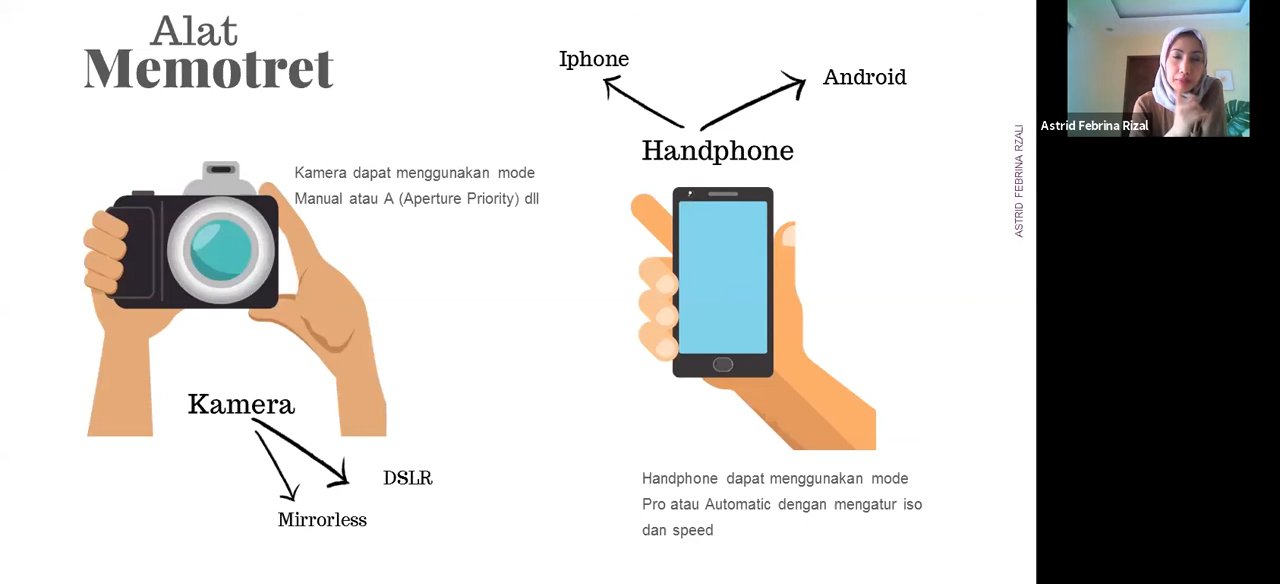 Alat
Memotret
Kamera dapat menggunakan mode
Manual atau A (Aperture Priority) dll
Kamera
DSLR
Mirrorless
Iphone
Android
Handphone
Handphone dapat menggunakan mode
Pro atau Automatic dengan mengatur iso
dan speed
ASTRID FEBRINA RZALI
Astrid Febrina Rizal